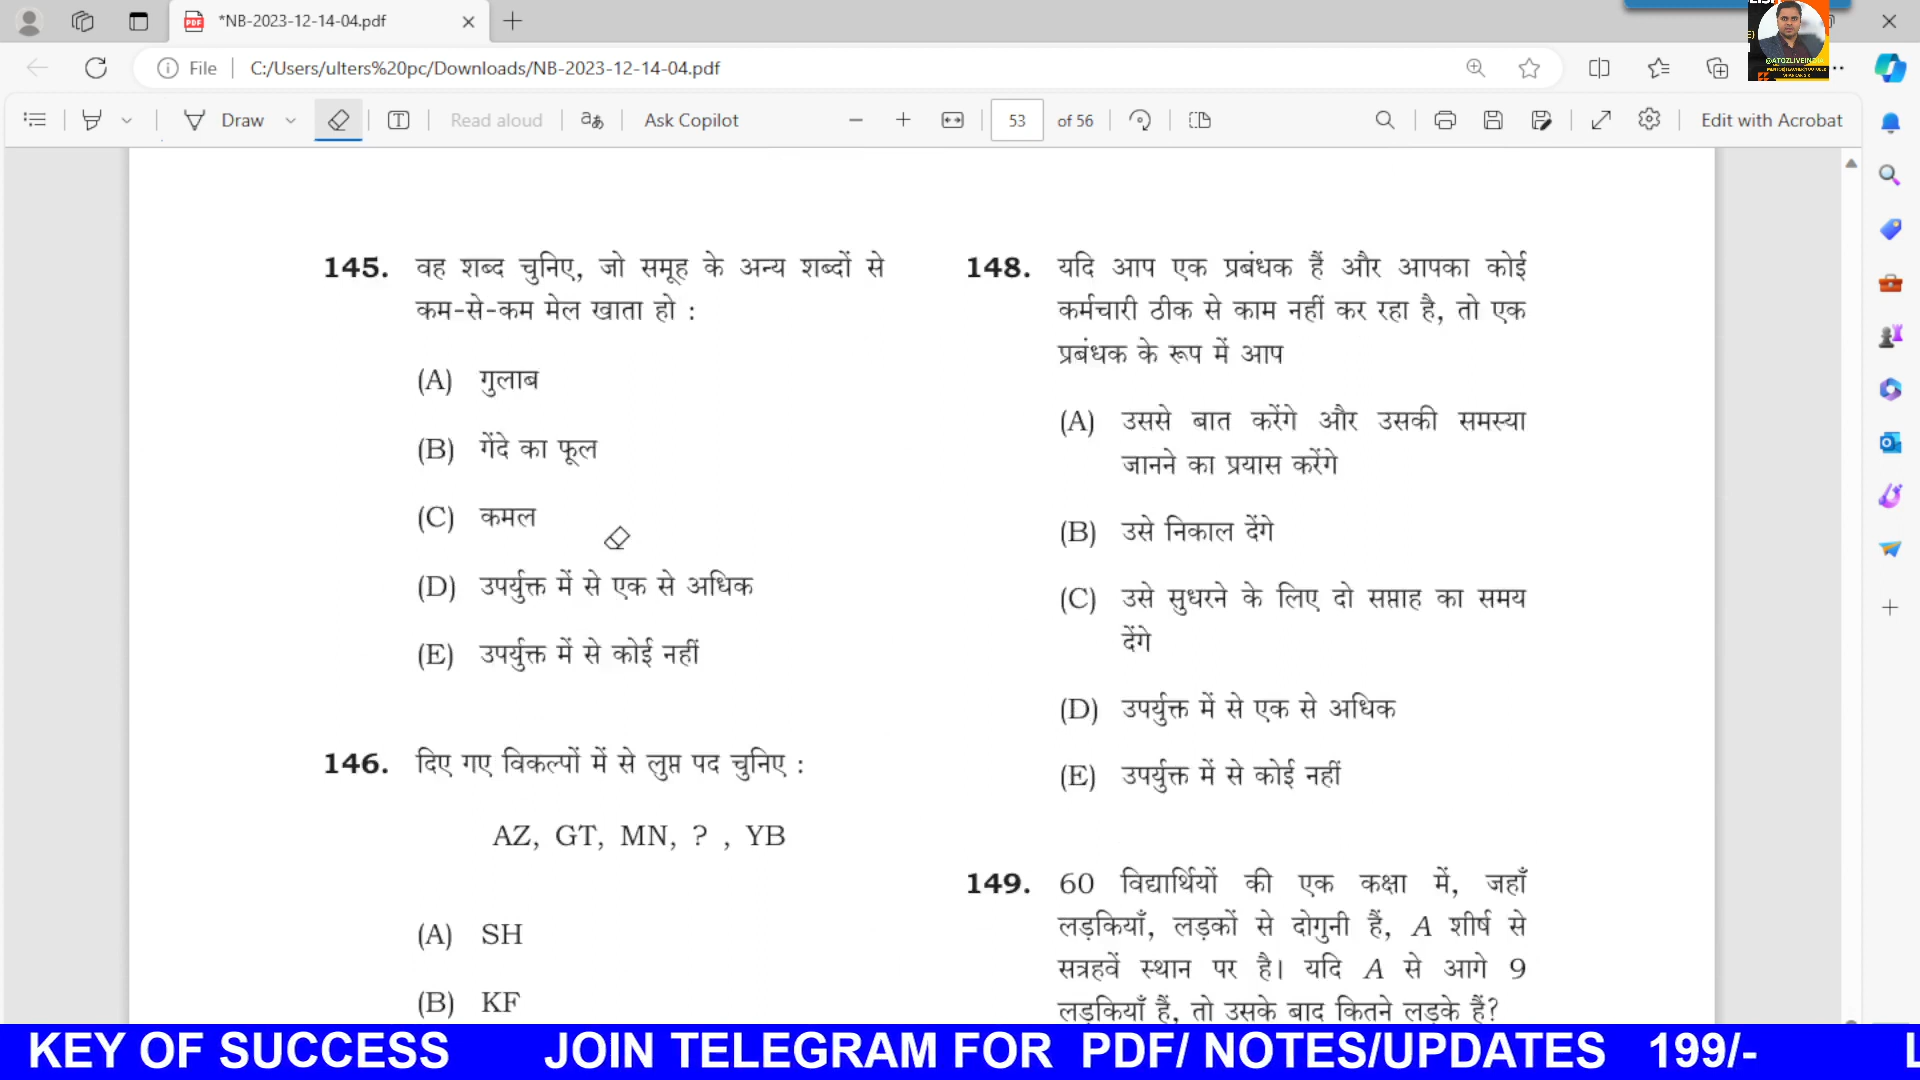 *NB-2023-12-14-04.pdf
File
C:/Users/ulters%20pc/Downloads/NB-2023-12-14-04.pdf
@ATOZLIVEINDIA
Draw
Read aloud
Ask Copilot
53
of 56
Edit with Acrobat
145. वह शब्द चुनिए, जो समूह के अन्य शब्दों से
कम-से-कम मेल खाता हो :
(A) गुलाब
(B) गेंदे का फूल
(C) कमल
(D) उपर्युक्त में से एक से अधिक
(E) उपर्युक्त में से कोई नहीं
146. दिए गए विकल्पों में से लुप्त पद चुनिए :
AZ, GT, MN, ? , YB
(A) SH
(B) KF
148. यदि आप एक प्रबंधक हैं और आपका कोई
कर्मचारी ठीक से काम नहीं कर रहा है, तो एक
प्रबंधक के रूप में आप
(A) उससे बात करेंगे और उसकी समस्या
जानने का प्रयास करेंगे
(B) उसे निकाल देंगे
(C) उसे सुधरने के लिए दो सप्ताह का समय
देंगे
(D) उपर्युक्त में से एक से अधिक
(E) उपर्युक्त में से कोई नहीं
149. 60 विद्यार्थियों की एक कक्षा में, जहाँ
लड़कियाँ, लड़कों से दोगुनी हैं, A शीर्ष से
सत्रहवें स्थान पर है। यदि A से आगे 9
लड़कियाँ हैं, तो उसके बाद कितने लड़के हैं?
KEY OF SUCCESS JOIN TELEGRAM FOR PDF/ NOTES/UPDATES 199/-